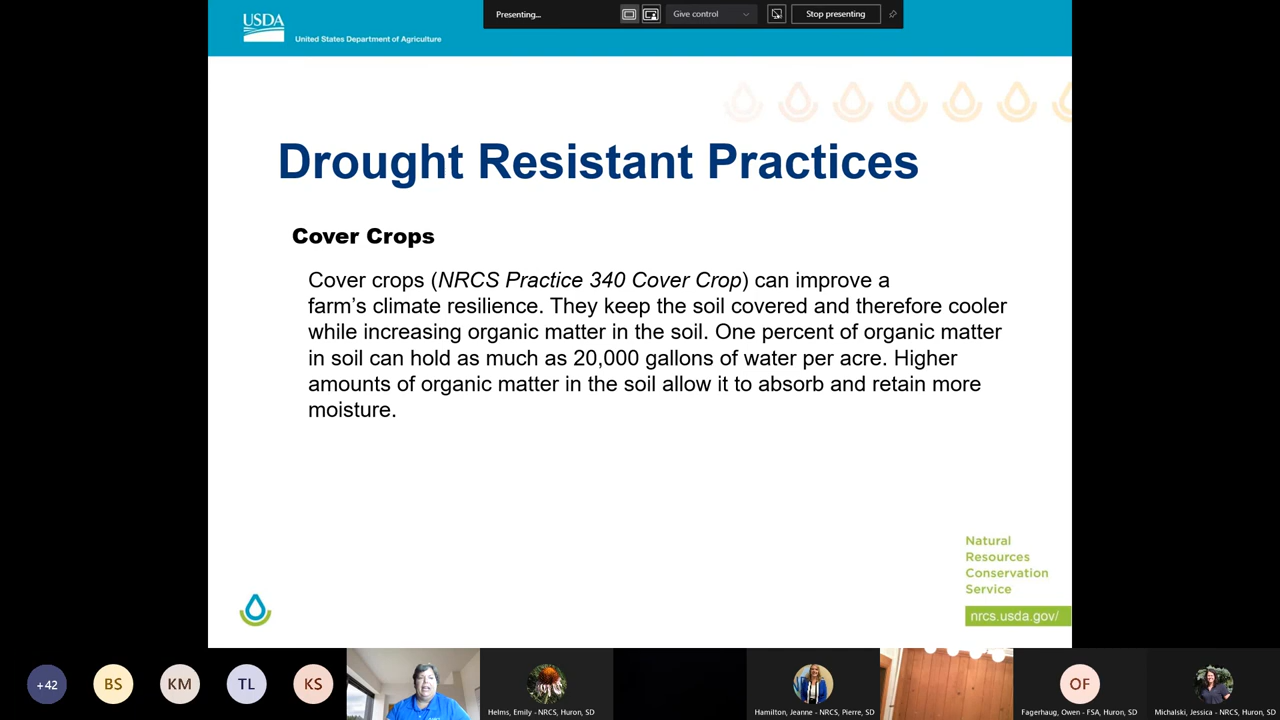 USDA
United States Department of Agriculture
Presenting...
Give control
Stop presenting
Drought Resistant Practices
Cover Crops
Cover crops (NRCS Practice 340 Cover Crop) can improve a
farm’s climate resilience. They keep the soil covered and therefore cooler
while increasing organic matter in the soil. One percent of organic matter
in soil can hold as much as 20,000 gallons of water per acre. Higher
amounts of organic matter in the soil allow it to absorb and retain more
moisture.
Natural
Resources
Conservation
Service
nrcs.usda.gov/
+42
BS
KM
TL
KS
Helms, Emily - NRCS, Huron, SD
Hamilton, Jeanne - NRCS, Pierre, SD
OF
Fagerhaug, Owen - FSA, Huron, SD
Michalski, Jessica - NRCS, Huron, SD